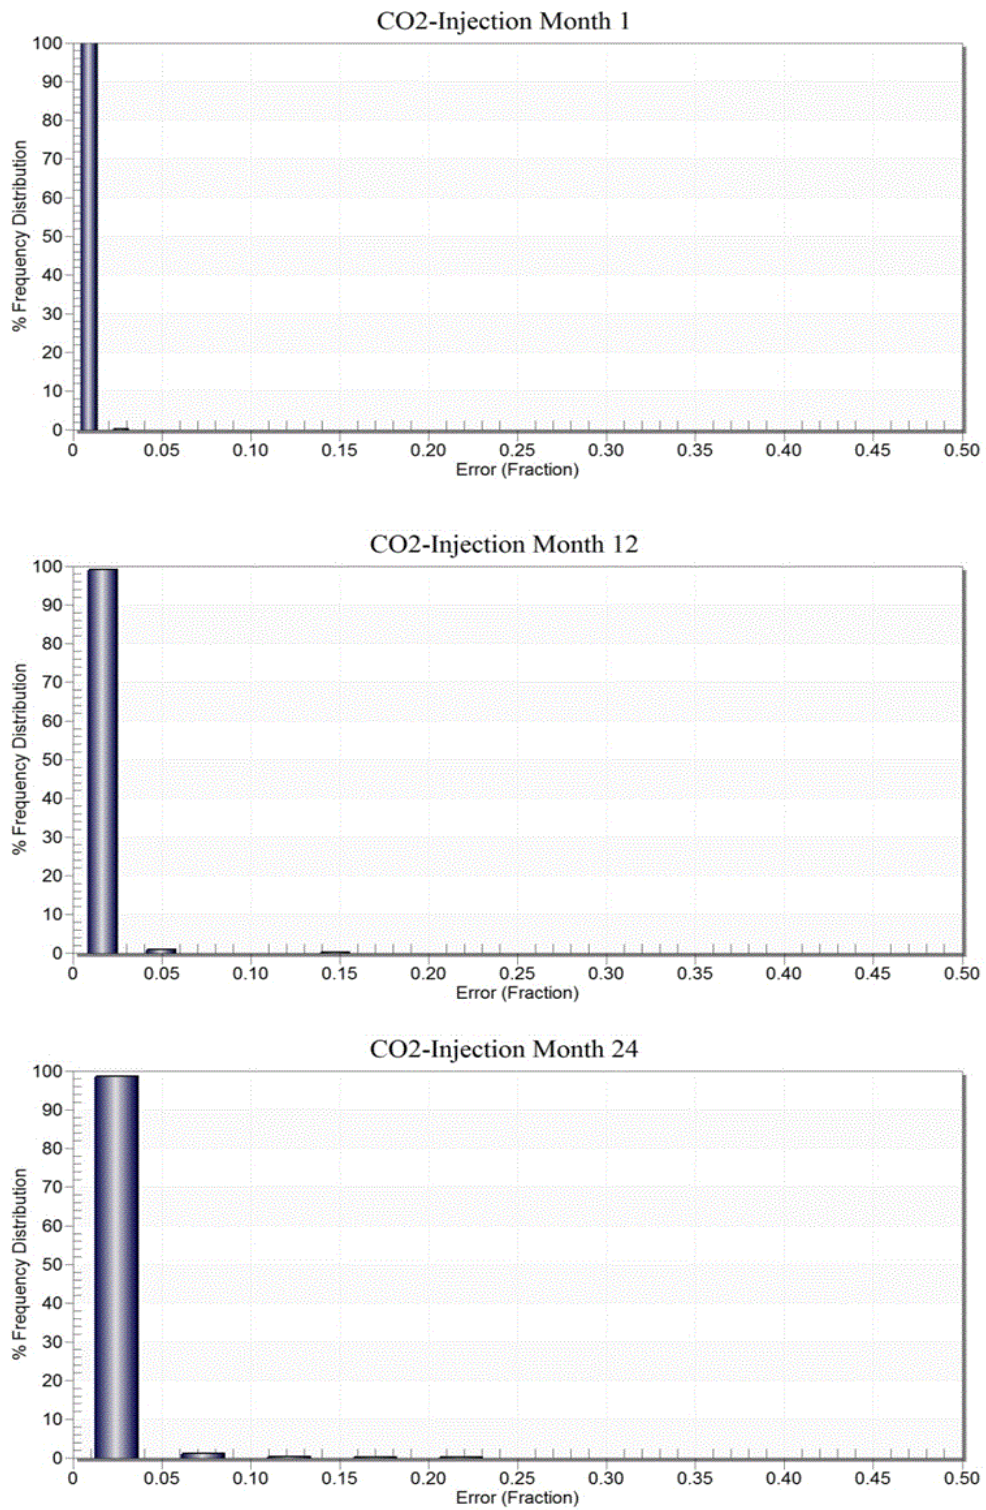 CO2-Injection Month 1
% Frequency Distribution
100
90
80
70
60
50
40
30
20
10
0
0 0.05 0.10 0.15 0.20 0.25 0.30 0.35 0.40 0.45 0.50
Error (Fraction)
CO2-Injection Month 12
% Frequency Distribution
100
90
80
70
60
50
40
30
20
10
0
0 0.05 0.10 0.15 0.20 0.25 0.30 0.35 0.40 0.45 0.50
Error (Fraction)
CO2-Injection Month 24
% Frequency Distribution
100
90
80
70
60
50
40
30
20
10
0
0 0.05 0.10 0.15 0.20 0.25 0.30 0.35 0.40 0.45 0.50
Error (Fraction)